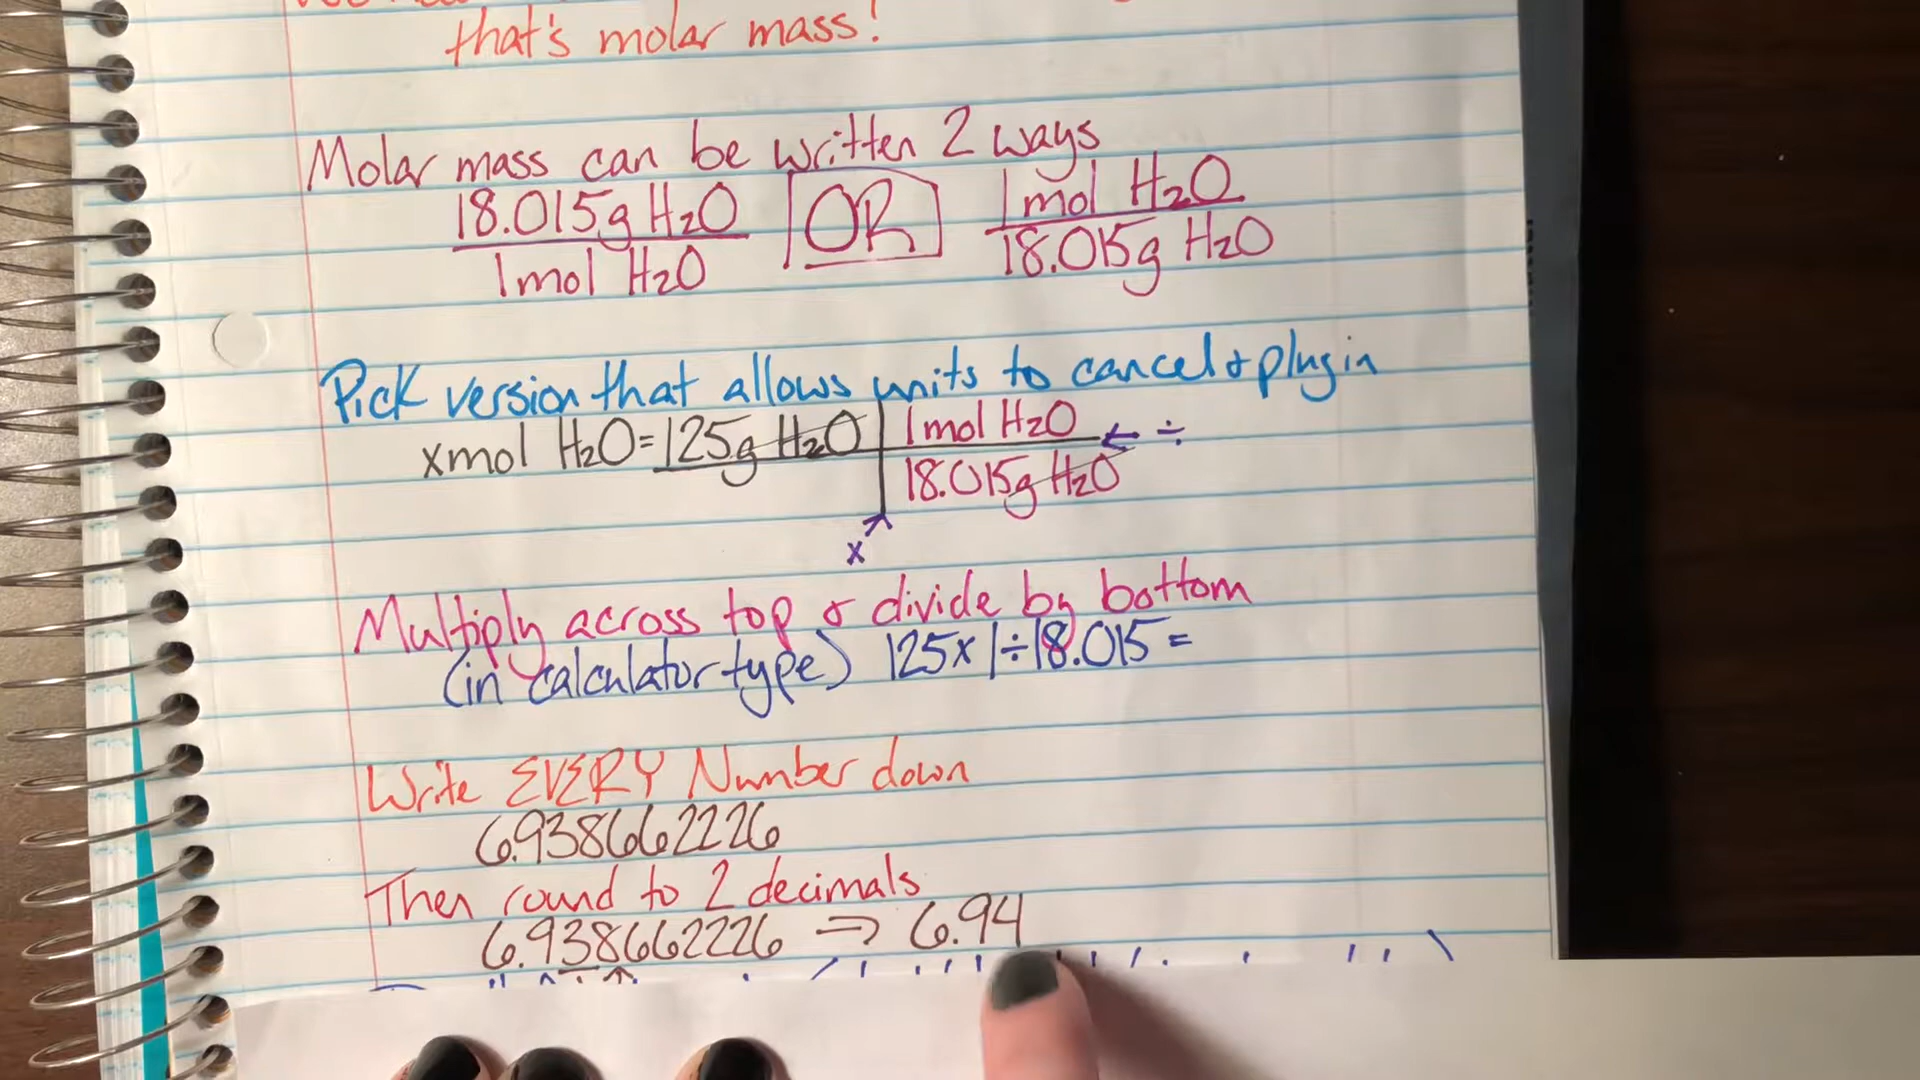 that's molar mass!
Molar mass can be written 2 ways
18.015g H₂O OR 1mol H₂O
1mol H₂O 18.015g H₂O
Pick version that allows units to cancel & plug in
xmol H₂O = 125g H₂O | 1mol H₂O ← ÷
18.015g H₂O
x
Multiply across top & divide by bottom
(in calculator type) 125x1÷18.015=
Write EVERY Number down
6.938662226
Then round to 2 decimals
6.938662226 ⇒ 6.94